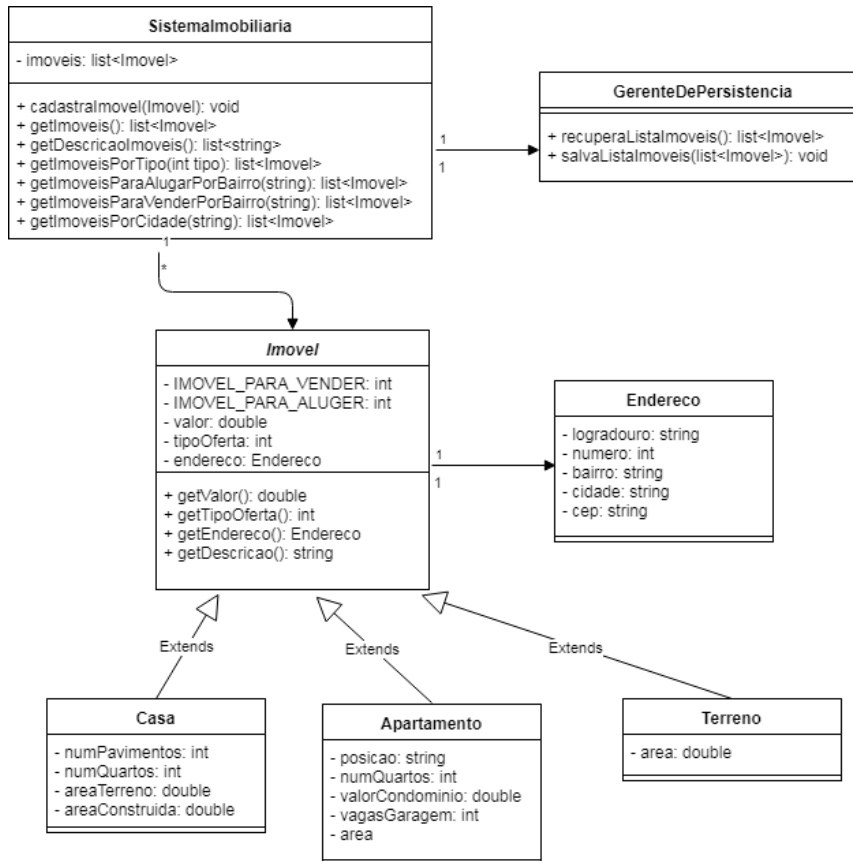 SistemaImobiliaria
- imoveis: list<Imovel>
+ cadastraImovel(Imovel): void
+ getImoveis(): list<Imovel>
+ getDescricaoImoveis(): list<string>
+ getImoveisPorTipo(int tipo): list<Imovel>
+ getImoveisParaAlugarPorBairro(string): list<Imovel>
+ getImoveisParaVenderPorBairro(string): list<Imovel>
+ getImoveisPorCidade(string): list<Imovel>
1
1
GerenteDePersistencia
+ recuperaListaImoveis(): list<Imovel>
+ salvaListaImoveis(list<Imovel>): void
1
*
Imovel
- IMOVEL_PARA_VENDER: int
- IMOVEL_PARA_ALUGER: int
- valor: double
- tipoOferta: int
- endereco: Endereco
+ getValor(): double
+ getTipoOferta(): int
+ getEndereco(): Endereco
+ getDescricao(): string
1
1
Endereco
- logradouro: string
- numero: int
- bairro: string
- cidade: string
- cep: string
Extends
Extends
Extends
Casa
- numPavimentos: int
- numQuartos: int
- areaTerreno: double
- areaConstruida: double
Apartamento
- posicao: string
- numQuartos: int
- valorCondominio: double
- vagasGaragem: int
- area
Terreno
- area: double